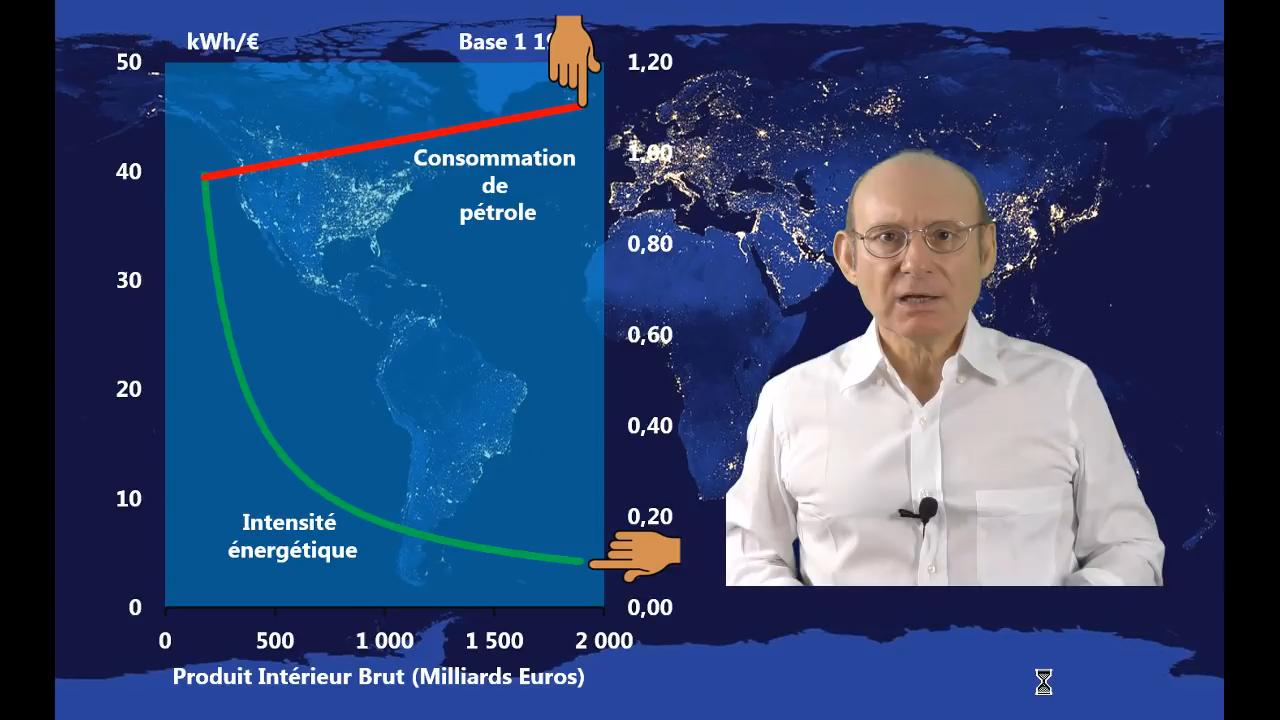 kWh/€
Base 1
50
1,20
40
1,00
0,80
30
0,60
20
0,40
10
0,20
0
0,00
Consommation
de
pétrole
Intensité
énergétique
0
500
1 000
1 500
2 000
Produit Intérieur Brut (Milliards Euros)